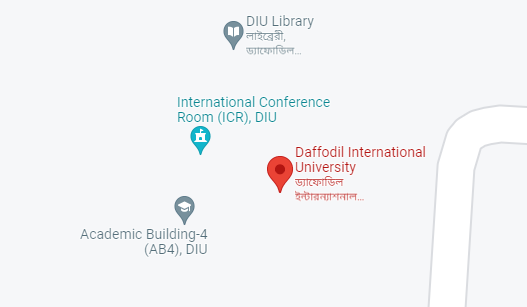 DIU Library
লাইব্রেরী,
ড্যাফোডিল...
International Conference
Room (ICR), DIU
Daffodil International
University
ড্যাফোডিল
ইন্টারন্যাশনাল...
Academic Building-4
(AB4), DIU